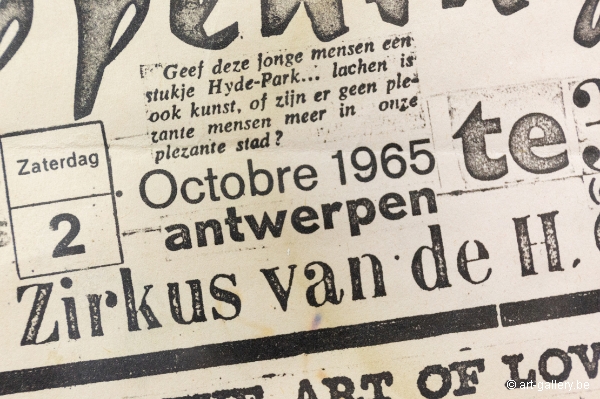 "Geef deze jonge mensen een
stukje Hyde-Park... lachen is
ook kunst, of zijn er geen ple-
zante mensen meer in onze
plezante stad?
te
Zaterdag
2
Octobre 1965
antwerpen
Zirkus van de H.
THE ART OF LOV
© art-gallery.be